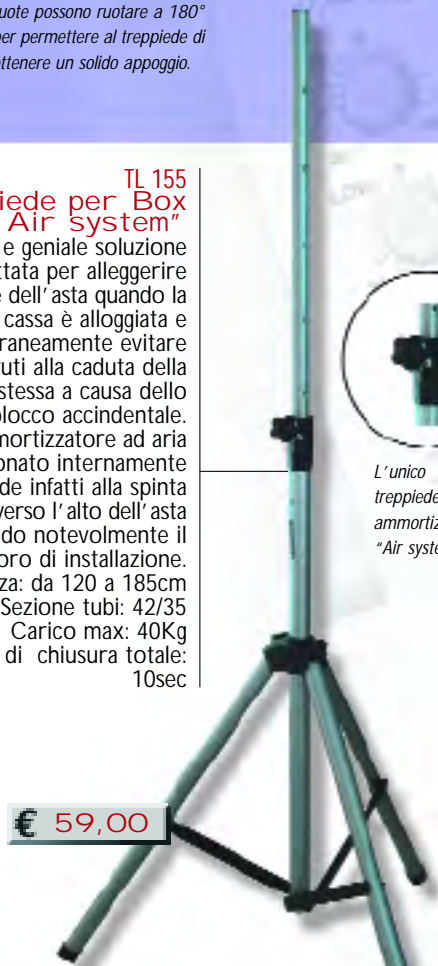 uote possono ruotare a 180°
per permettere al treppiede di
ottenere un solido appoggio.
TL 155
iede per Box
Air system"
e geniale soluzione
ttata per alleggerire
e dell'asta quando la
cassa è alloggiata e
raneamente evitare
uti alla caduta della
stessa a causa dello
blocco accidentale.
mortizzatore ad aria
onato internamente
de infatti alla spinta
verso l'alto dell'asta
do notevolmente il
oro di installazione.
za: da 120 a 185cm
Sezione tubi: 42/35
Carico max: 40Kg
di chiusura totale:
10sec
L'unico
treppiede
ammortiz
"Air syste
€ 59,00